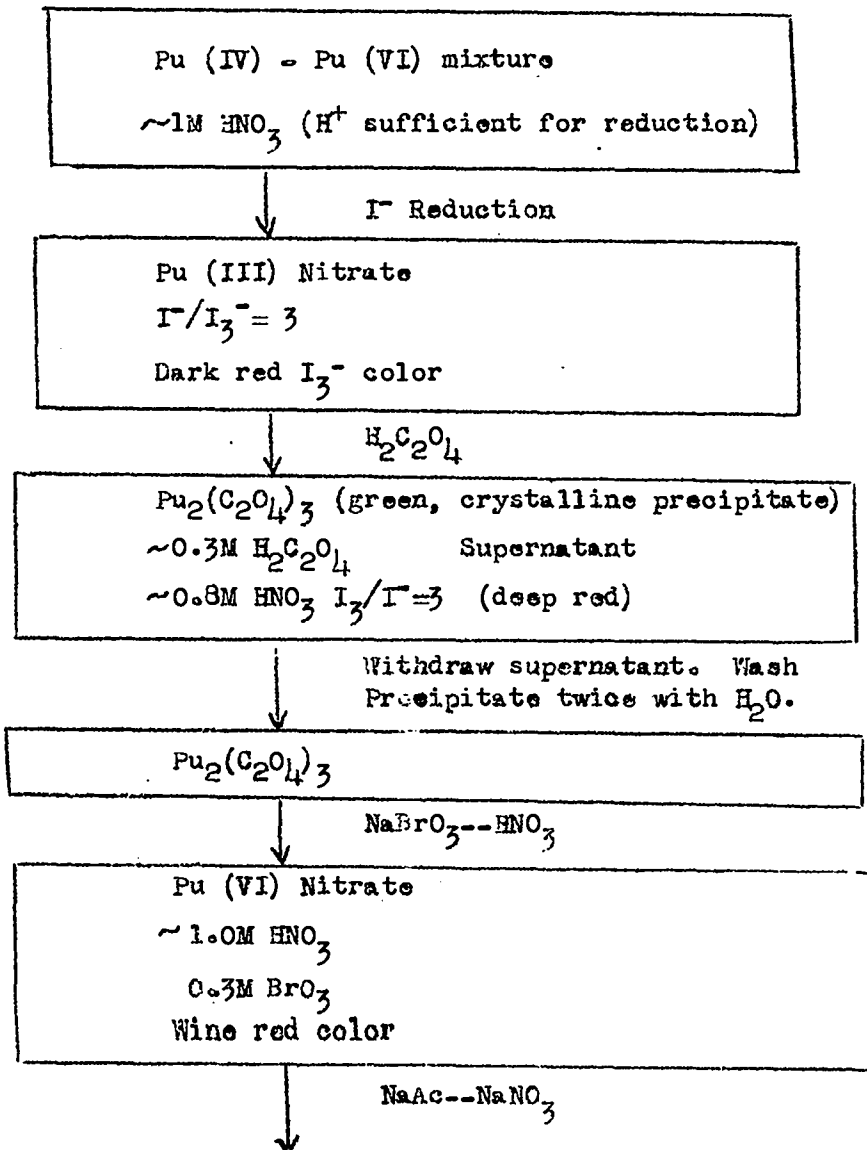 Pu (IV) - Pu (VI) mixture
~1M HNO₃ (H⁺ sufficient for reduction)
I⁻ Reduction
Pu (III) Nitrate
I⁻/I₃⁻ = 3
Dark red I₃⁻ color
H₂C₂O₄
Pu₂(C₂O₄)₃ (green, crystalline precipitate)
~0.3M H₂C₂O₄ Supernatant
~0.8M HNO₃ I₃/I⁻=3 (deep red)
Withdraw supernatant. Wash
Precipitate twice with H₂O.
Pu₂(C₂O₄)₃
NaBrO₃--HNO₃
Pu (VI) Nitrate
~ 1.0M HNO₃
0.3M BrO₃
Wine red color
NaAc--NaNO₃